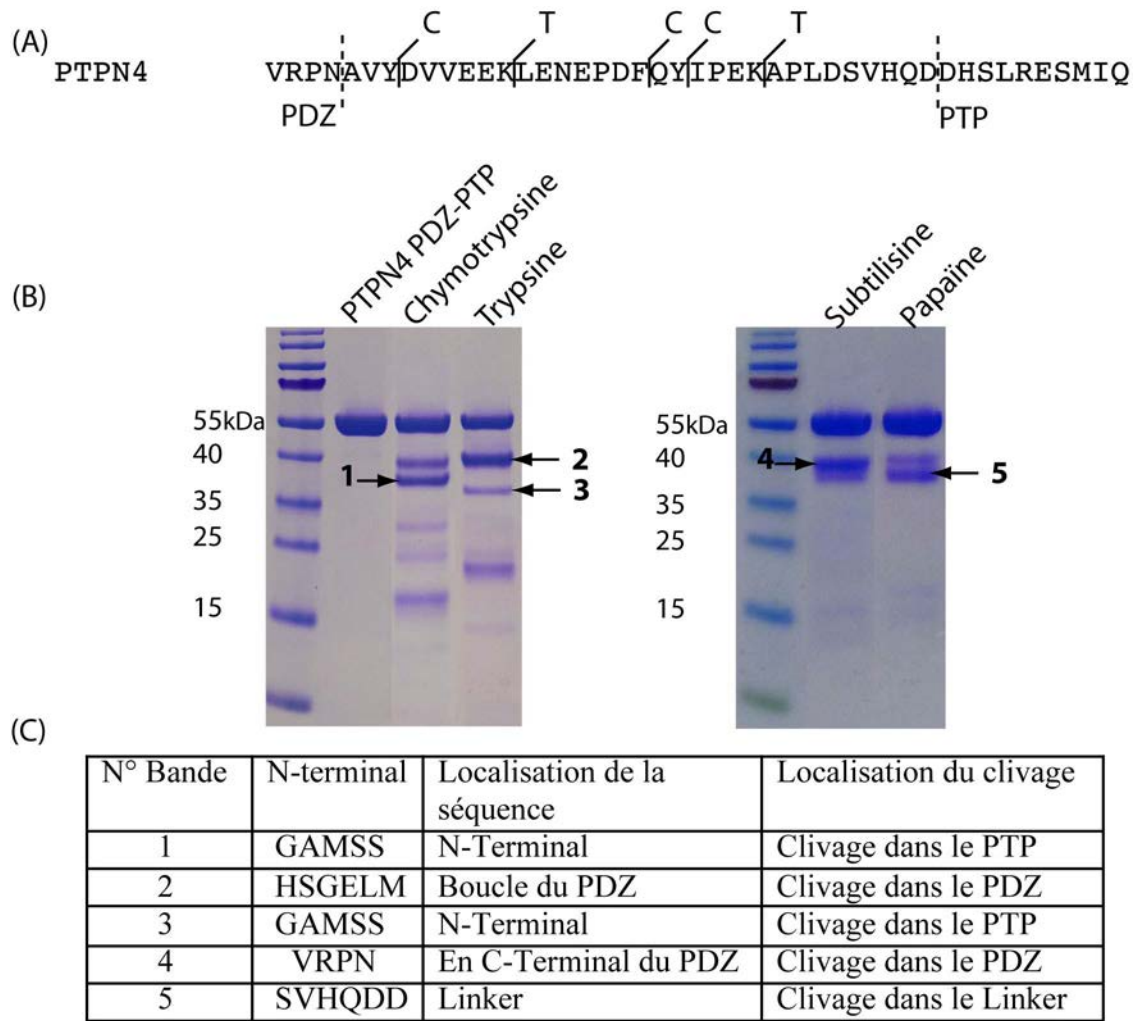 (A)
C T C C T
PTPN4 VRPNAVYDVVEEKLENEPDFQYIPEKAPLDSVHQDDHSLRESMIQ
PDZ PTP
(B)
PTPN4 PDZ-PTP
Chymotrypsine
Trypsine
Subtilisine
Papaïne
55kDa
40
35
25
15
1
2
3
55kDa
40
35
25
15
4
5
(C)
N° Bande N-terminal Localisation de la séquence Localisation du clivage
1 GAMSS N-Terminal Clivage dans le PTP
2 HSGELM Boucle du PDZ Clivage dans le PDZ
3 GAMSS N-Terminal Clivage dans le PTP
4 VRPN En C-Terminal du PDZ Clivage dans le PDZ
5 SVHQDD Linker Clivage dans le Linker